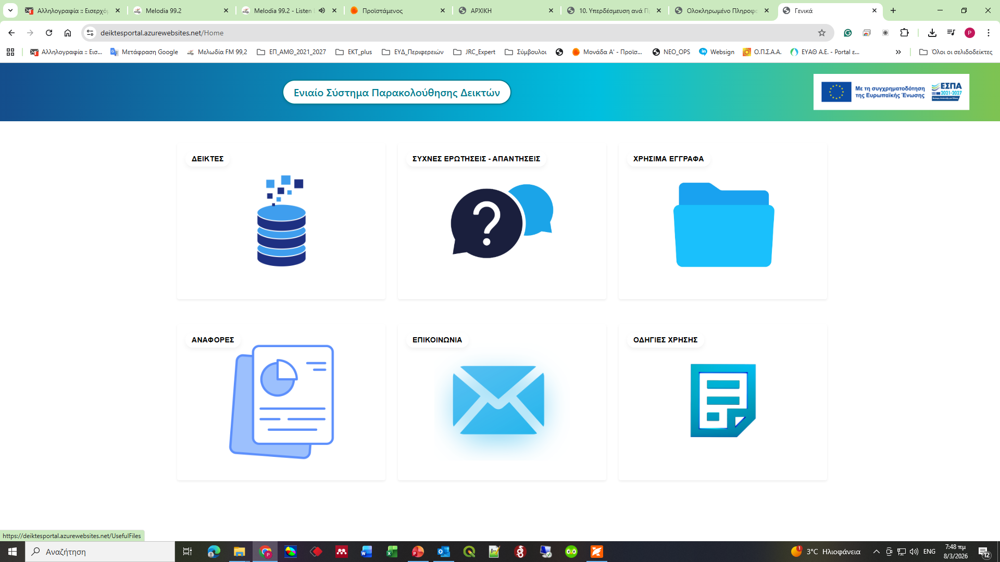 Αλληλογραφία :: Εισερχόμ
Melodia 99.2
Melodia 99.2 - Listen L
Προϊστάμενος
ΑΡΧΙΚΗ
10. Υπερδέσμευση ανά Πρ
Ολοκληρωμένο Πληροφο
Γενικά
deiktesportal.azurewebsites.net/Home
P
Αλληλογραφία :: Εισ...
Μετάφραση Google
Μελωδία FM 99,2
ΕΠ_ΑΜΘ_2021_2027
EKT_plus
ΕΥΔ_Περιφερειών
JRC_Expert
Σύμβουλοι
Μονάδα Α' - Προϊσ...
NEO_OPS
Websign
Ο.Π.Σ.Α.Α.
ΕΥΑΘ Α.Ε. - Portal ε...
Όλοι οι σελιδοδείκτες
Ενιαίο Σύστημα Παρακολούθησης Δεικτών
Με τη συγχρηματοδότηση
της Ευρωπαϊκής Ένωσης
ΕΣΠΑ
2021-2027
ΔΕΙΚΤΕΣ
ΣΥΧΝΕΣ ΕΡΩΤΗΣΕΙΣ - ΑΠΑΝΤΗΣΕΙΣ
ΧΡΗΣΙΜΑ ΕΓΓΡΑΦΑ
ΑΝΑΦΟΡΕΣ
ΕΠΙΚΟΙΝΩΝΙΑ
ΟΔΗΓΙΕΣ ΧΡΗΣΗΣ
https://deiktesportal.azurewebsites.net/UsefulFiles
Αναζήτηση
3°C Ηλιοφάνεια
ENG
7:48 πμ
8/3/2026
12